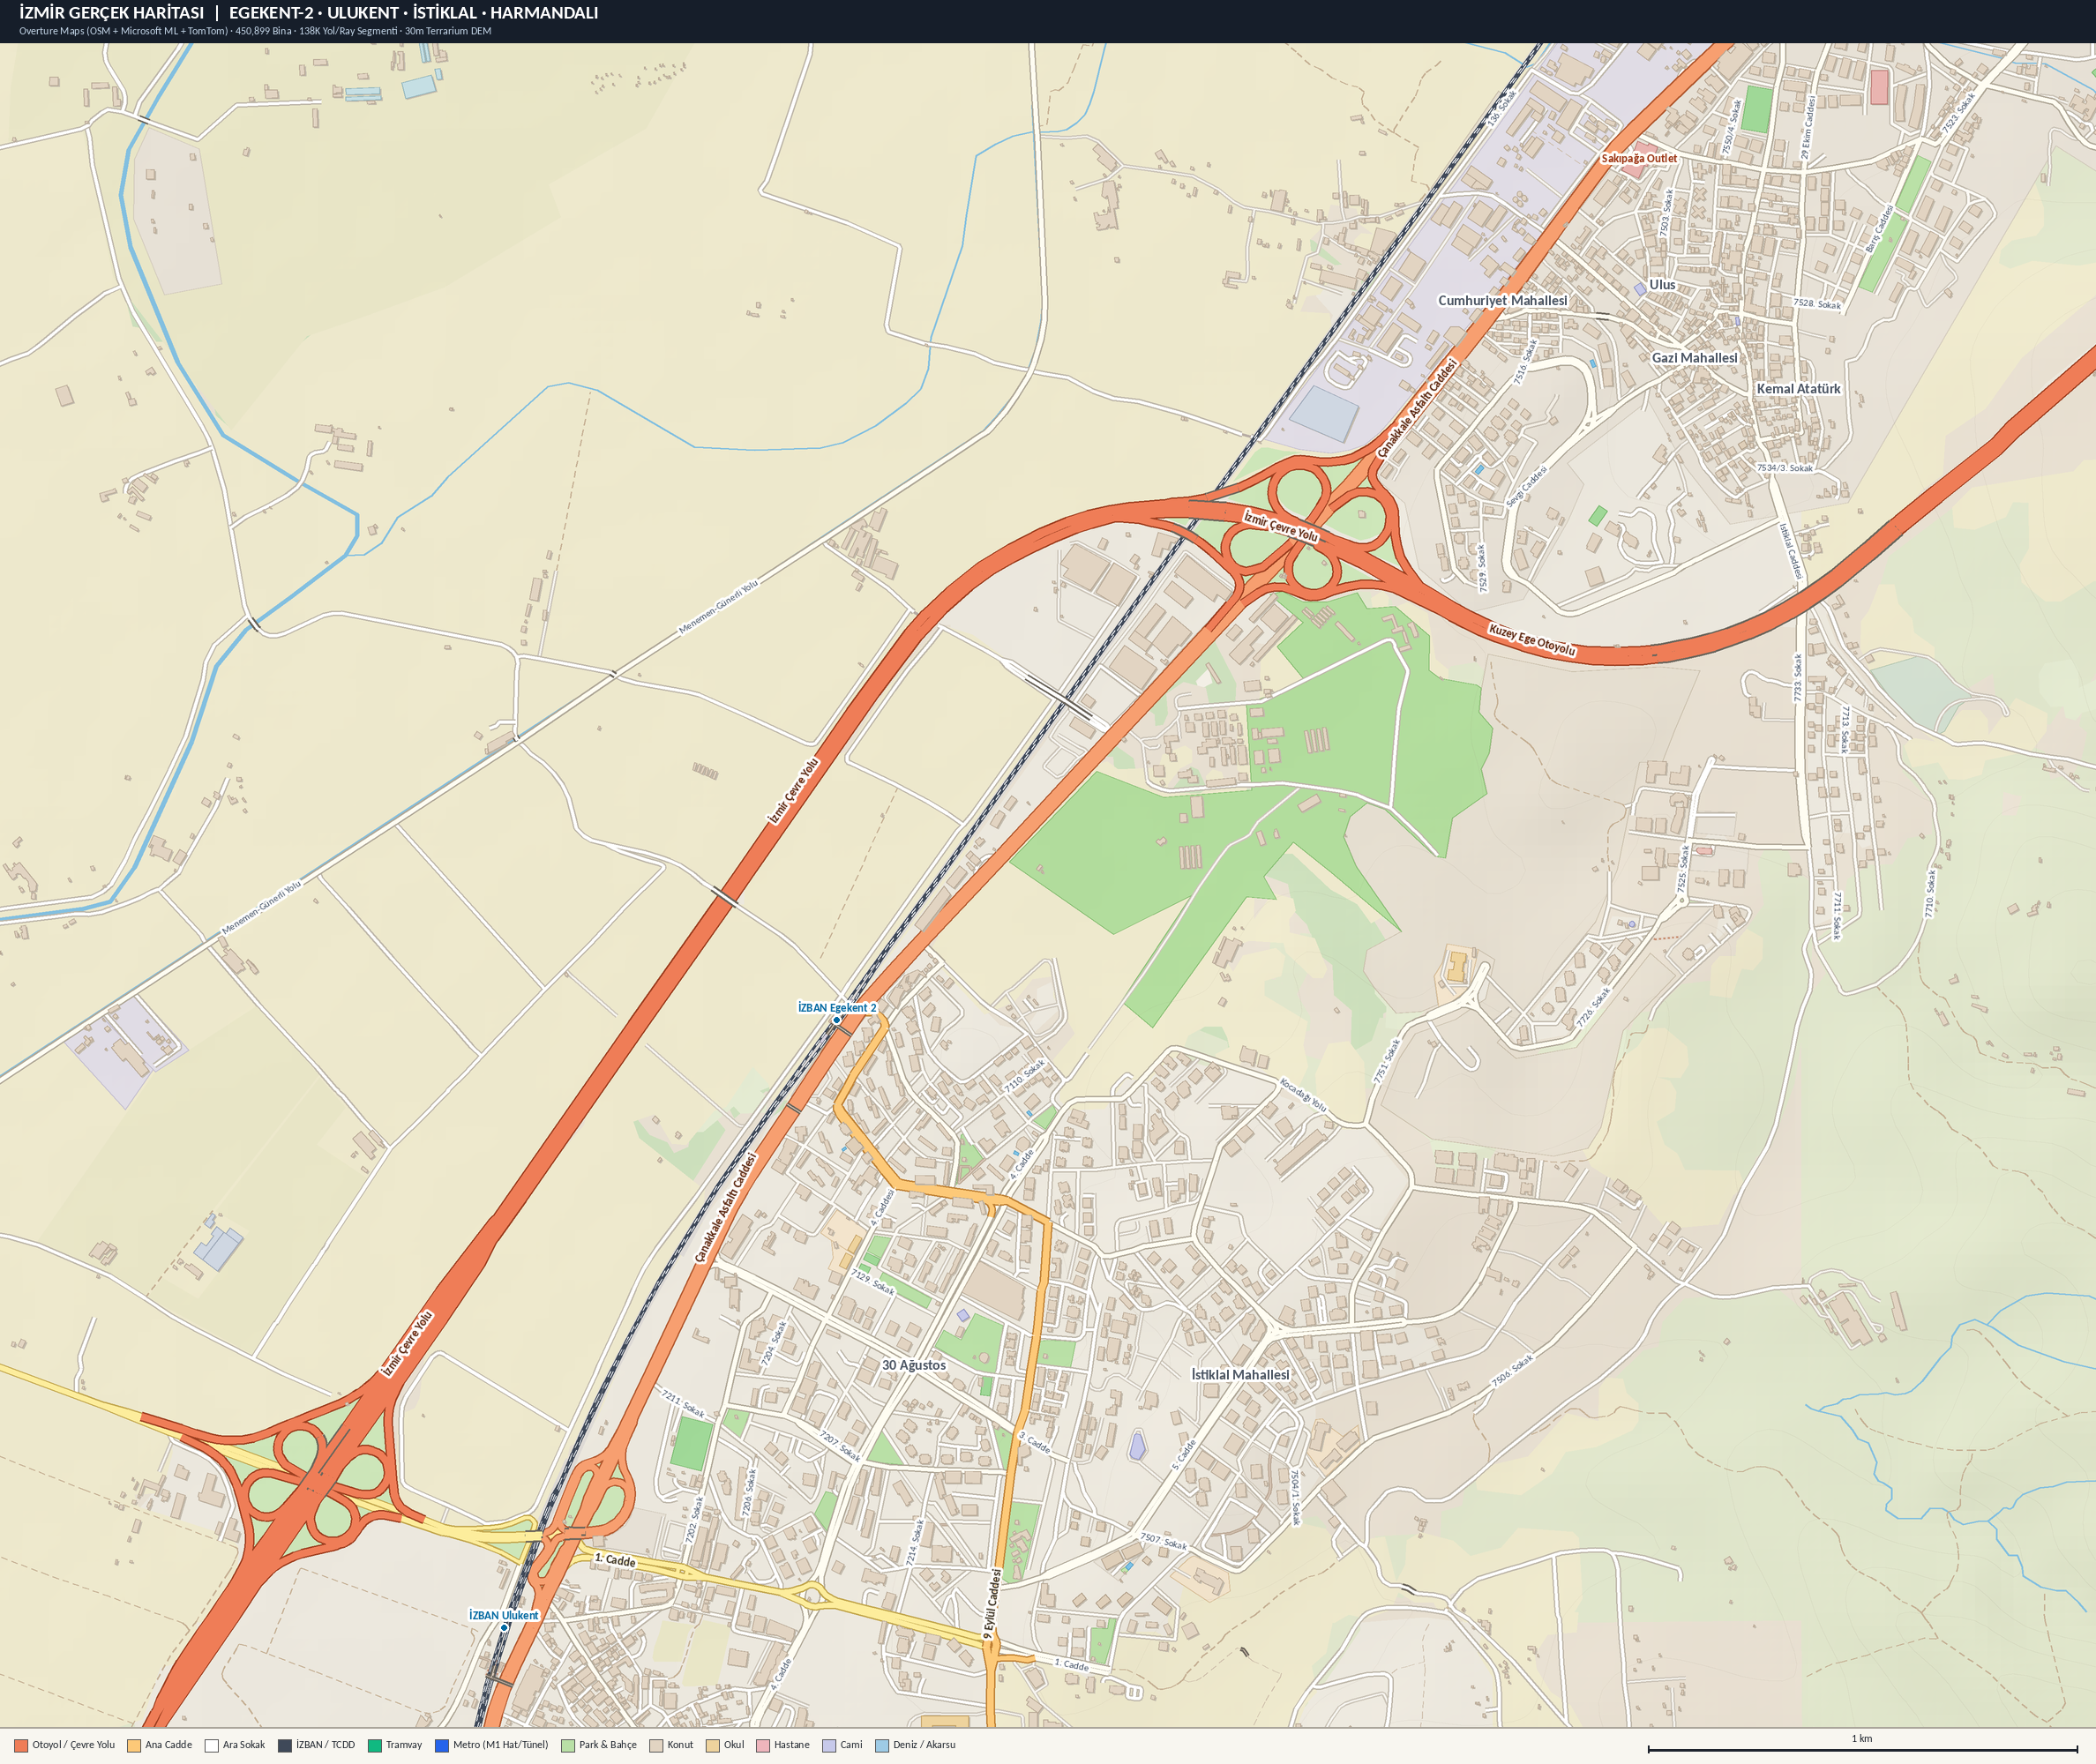 İZMİR GERÇEK HARİTASI | EGEKENT-2 · ULUKENT · İSTİKLAL · HARMANDALI
Overture Maps (OSM + Microsoft ML + TomTom) · 450,899 Bina · 138K Yol/Ray Segmenti · 30m Terrarium DEM
136. Sokak
7550/4. Sokak
29 Ekim Caddesi
7523. Sokak
Sakıpağa Outlet
7503. Sokak
Barış Caddesi
Ulus
Cumhuriyet Mahallesi
7528. Sokak
7516. Sokak
Gazi Mahallesi
Kemal Atatürk
Çanakkale Asfaltı Caddesi
7534/3. Sokak
Sevgi Caddesi
İzmir Çevre Yolu
İstiklal Caddesi
7529. Sokak
Menemen-Günerli Yolu
Kuzey Ege Otoyolu
7733. Sokak
7713. Sokak
İzmir Çevre Yolu
7525. Sokak
7710. Sokak
7711. Sokak
Menemen-Günerli Yolu
İZBAN Egekent 2
7726. Sokak
7751. Sokak
7110. Sokak
Kocadağı Yolu
4. Cadde
Çanakkale Asfaltı Caddesi
4. Caddesi
7129. Sokak
İzmir Çevre Yolu
7204. Sokak
30 Ağustos
İstiklal Mahallesi
7506. Sokak
7211. Sokak
7207. Sokak
3. Cadde
5. Cadde
7504/1. Sokak
7206. Sokak
7202. Sokak
7214. Sokak
7507. Sokak
1. Cadde
9 Eylül Caddesi
İZBAN Ulukent
4. Cadde
1. Cadde
Otoyol / Çevre Yolu
Ana Cadde
Ara Sokak
İZBAN / TCDD
Tramvay
Metro (M1 Hat/Tünel)
Park & Bahçe
Konut
Okul
Hastane
Cami
Deniz / Akarsu
1 km